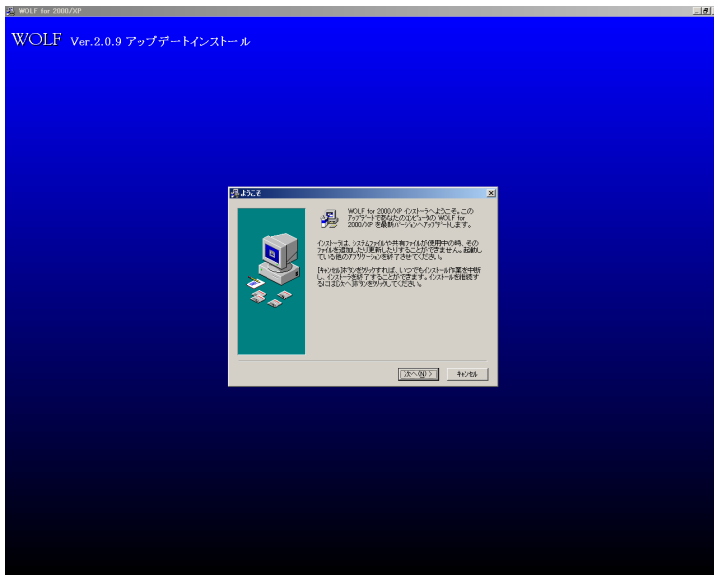 WOLF for 2000/XP
WOLF Ver.2.0.9 アップデートインストール
ようこそ
WOLF for 2000/XP インストーラへようこそ。この
アップデートであなたのコンピュータの WOLF for
2000/XP を最新バージョンへアップデートします。
インストーラは、システムファイルや共有ファイルが使用中の時、その
ファイルを追加したり更新したりすることができません。起動し
ている他のアプリケーションを終了させてください。
[キャンセル]ボタンをクリックすれば、いつでもインストール作業を中断
し、インストーラを終了することができます。インストールを継続す
るには[次へ]ボタンをクリックしてください。
次へ(N) >
キャンセル